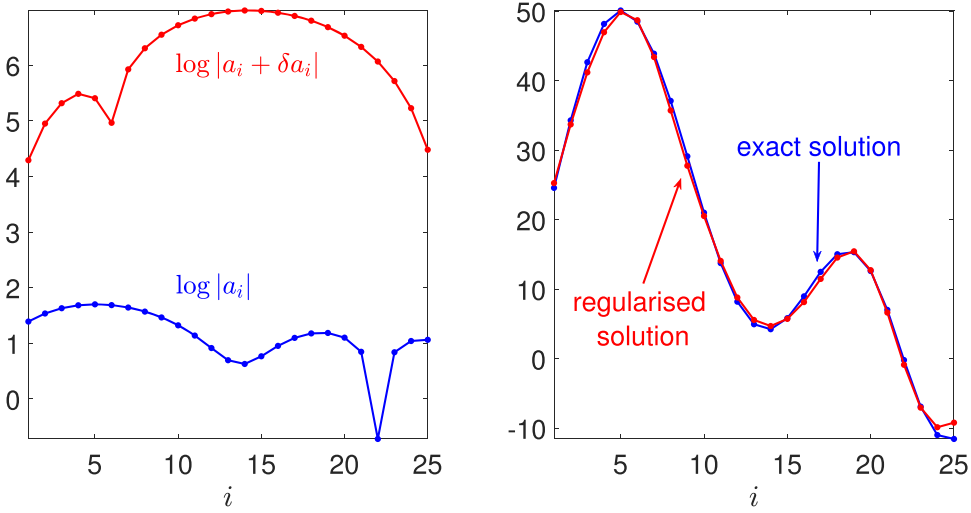 6
5
4
3
2
1
0
log |a_i + δa_i|
log |a_i|
5 10 15 20 25
i
50
40
30
20
10
0
-10
exact solution
regularised
solution
5 10 15 20 25
i